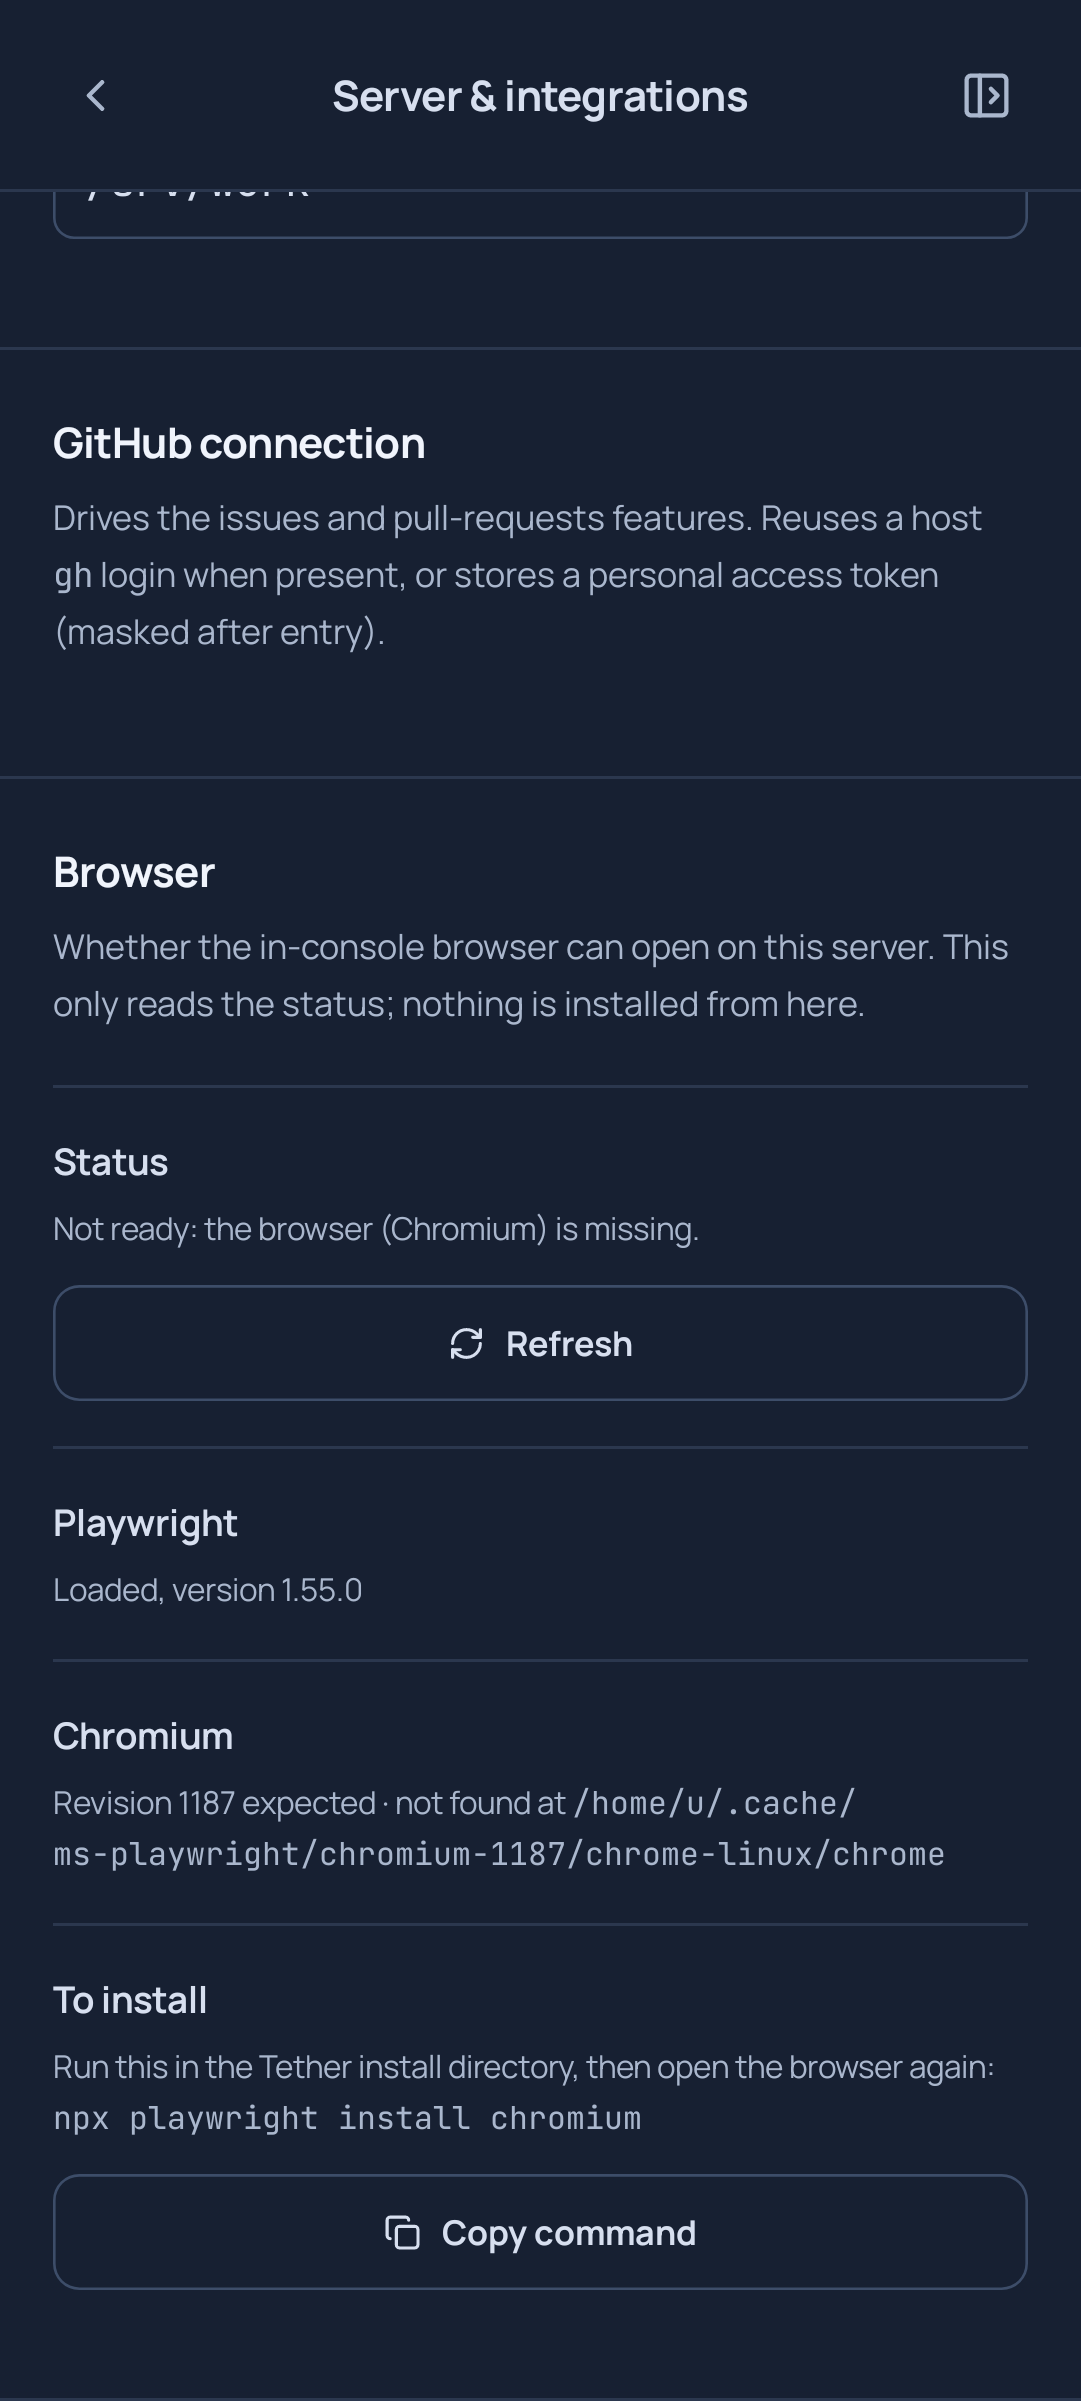 Server & integrations
GitHub connection
Drives the issues and pull-requests features. Reuses a host
gh login when present, or stores a personal access token
(masked after entry).
Browser
Whether the in-console browser can open on this server. This
only reads the status; nothing is installed from here.
Status
Not ready: the browser (Chromium) is missing.
Refresh
Playwright
Loaded, version 1.55.0
Chromium
Revision 1187 expected · not found at /home/u/.cache/
ms-playwright/chromium-1187/chrome-linux/chrome
To install
Run this in the Tether install directory, then open the browser again:
npx playwright install chromium
Copy command